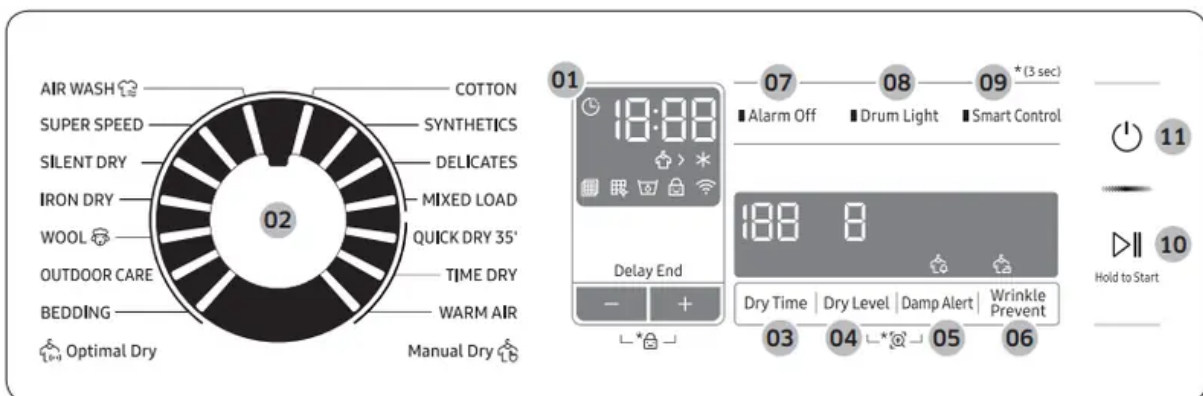 AIR WASH
SUPER SPEED
SILENT DRY
IRON DRY
WOOL
OUTDOOR CARE
BEDDING
Optimal Dry
02
COTTON
SYNTHETICS
DELICATES
MIXED LOAD
QUICK DRY 35'
TIME DRY
WARM AIR
Manual Dry
01
18:88
Delay End
− +
*
07 08 09 *(3 sec)
Alarm Off Drum Light Smart Control
188 8
Dry Time Dry Level Damp Alert Wrinkle
Prevent
03 04 * 05 06
11
10
Hold to Start